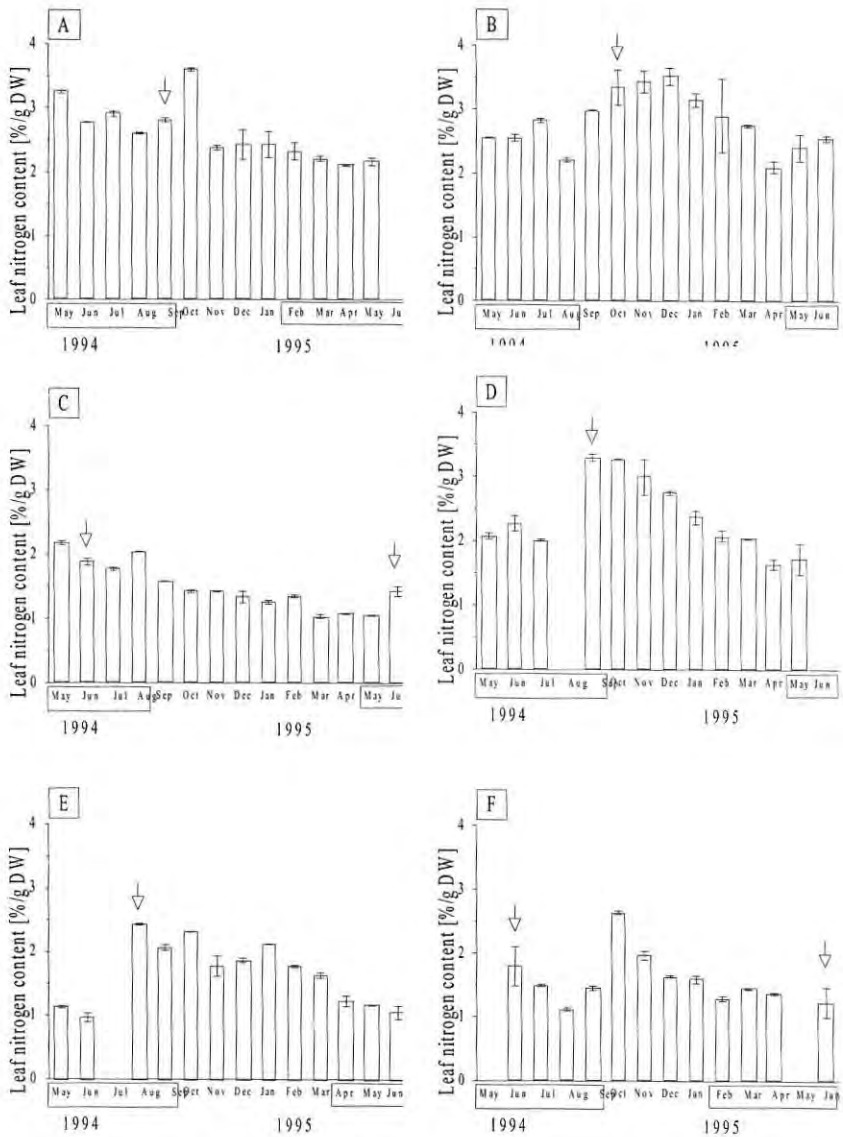 A
Leaf nitrogen content [%/g DW]
4
3
2
1
0
May Jun Jul Aug Sep Oct Nov Dec Jan Feb Mar Apr May Ju
1994 1995
B
Leaf nitrogen content [%/g DW]
4
3
2
1
0
May Jun Jul Aug Sep Oct Nov Dec Jan Feb Mar Apr May Jun
C
Leaf nitrogen content [%/g DW]
4
3
2
1
0
May Jun Jul Aug Sep Oct Nov Dec Jan Feb Mar Apr May Ju
1994 1995
D
Leaf nitrogen content [%/g DW]
4
3
2
1
0
May Jun Jul Aug Sep Oct Nov Dec Jan Feb Mar Apr May Jun
1994 1995
E
Leaf nitrogen content [%/g DW]
4
3
2
1
0
May Jun Jul Aug Sep Oct Nov Dec Jan Feb Mar Apr May Jun
1994 1995
F
Leaf nitrogen content [%/g DW]
4
3
2
1
0
May Jun Jul Aug Sep Oct Nov Dec Jan Feb Mar Apr May Jun
1994 1995